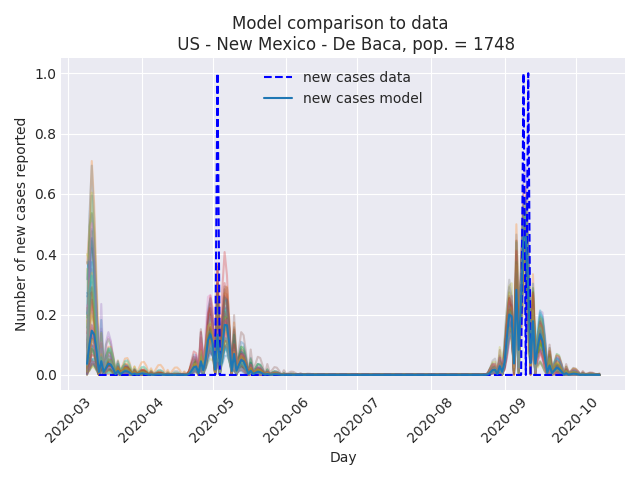 Model comparison to data
US - New Mexico - De Baca, pop. = 1748
new cases data
new cases model
Number of new cases reported
1.0
0.8
0.6
0.4
0.2
0.0
2020-03
2020-04
2020-05
2020-06
2020-07
2020-08
2020-09
2020-10
Day